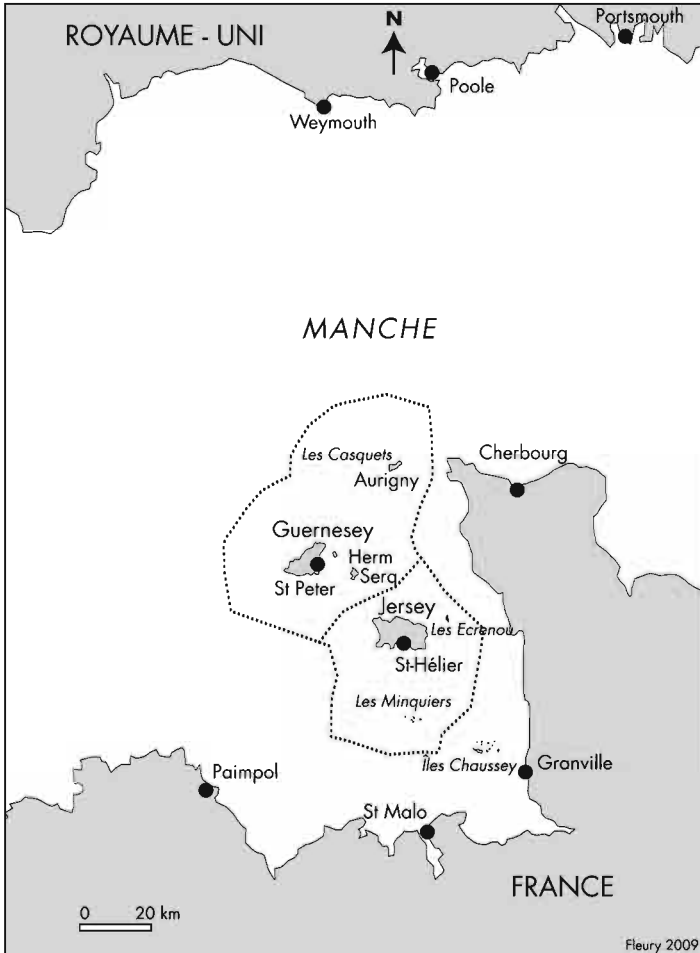 Portsmouth
ROYAUME - UNI
N
Poole
Weymouth
MANCHE
Les Casquets
Aurigny
Cherbourg
Guernesey
Herm
Serq
St Peter
Jersey
Les Ecrenou
St-Hélier
Les Minquiers
Îles Chaussey
Granville
Paimpol
St Malo
FRANCE
0 20 km
Fleury 2009